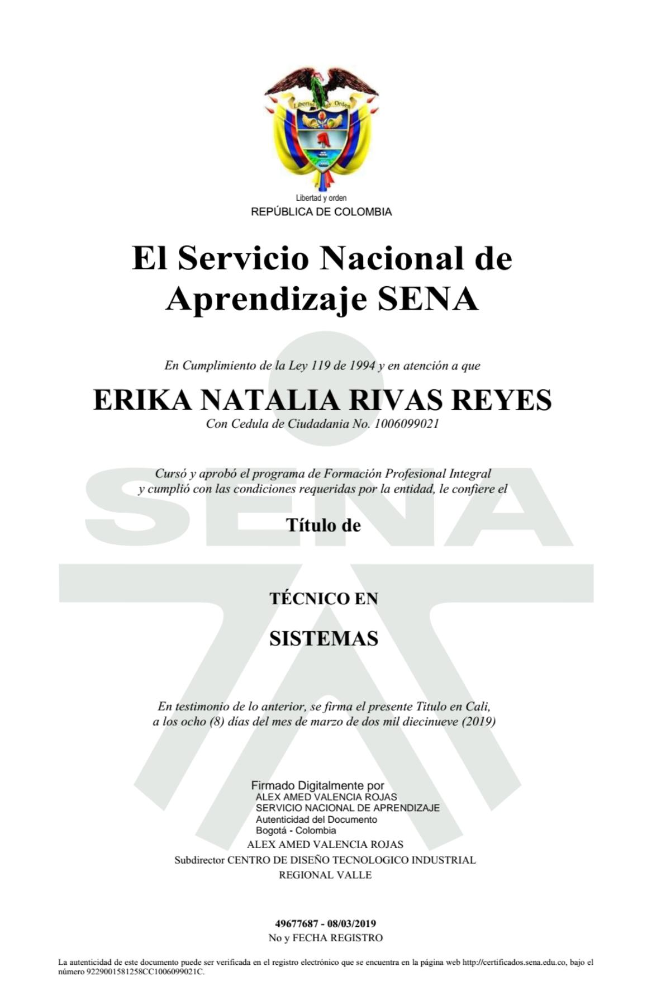 Libertad y Orden
Libertad y orden
REPÚBLICA DE COLOMBIA
El Servicio Nacional de
Aprendizaje SENA
En Cumplimiento de la Ley 119 de 1994 y en atención a que
ERIKA NATALIA RIVAS REYES
Con Cedula de Ciudadania No. 1006099021
Cursó y aprobó el programa de Formación Profesional Integral
y cumplió con las condiciones requeridas por la entidad, le confiere el
SENA
Título de
TÉCNICO EN
SISTEMAS
En testimonio de lo anterior, se firma el presente Titulo en Cali,
a los ocho (8) días del mes de marzo de dos mil diecinueve (2019)
Firmado Digitalmente por
ALEX AMED VALENCIA ROJAS
SERVICIO NACIONAL DE APRENDIZAJE
Autenticidad del Documento
Bogotá - Colombia
ALEX AMED VALENCIA ROJAS
Subdirector CENTRO DE DISEÑO TECNOLOGICO INDUSTRIAL
REGIONAL VALLE
49677687 - 08/03/2019
No y FECHA REGISTRO
La autenticidad de este documento puede ser verificada en el registro electrónico que se encuentra en la página web http://certificados.sena.edu.co, bajo el
número 9229001581258CC1006099021C.